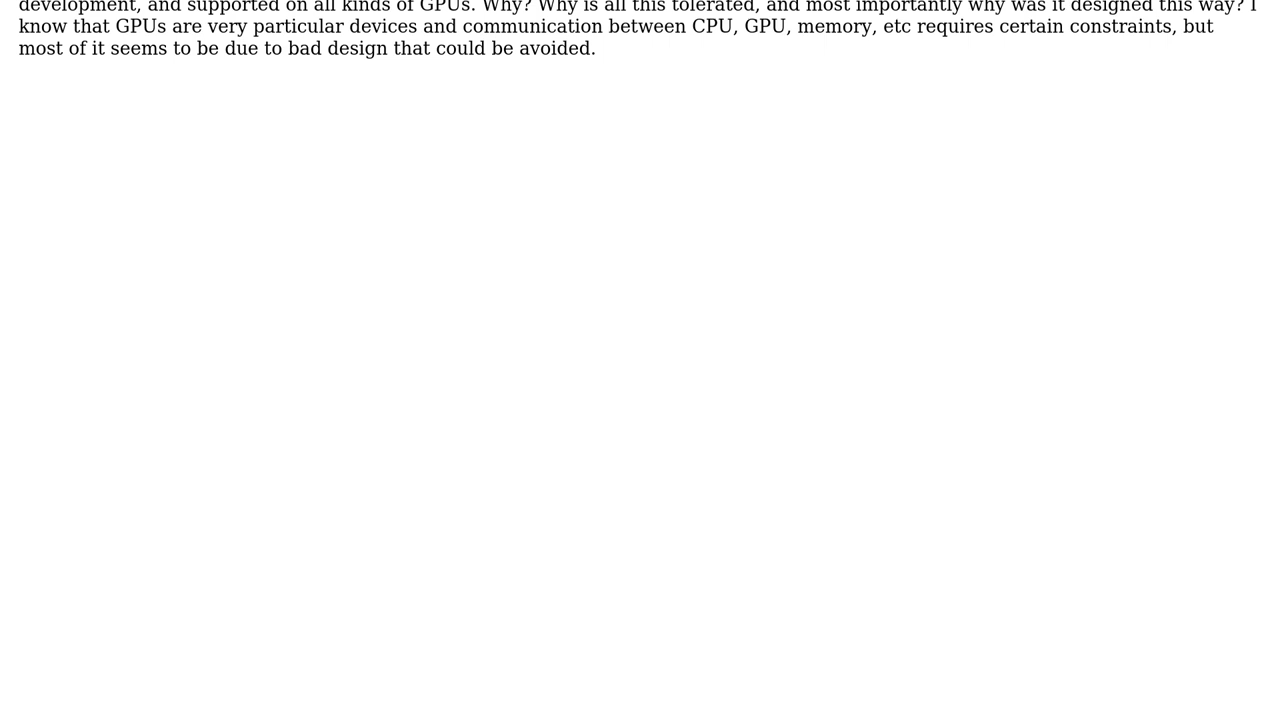 development, and supported on all kinds of GPUs. Why? Why is all this tolerated, and most importantly why was it designed this way? I
know that GPUs are very particular devices and communication between CPU, GPU, memory, etc requires certain constraints, but
most of it seems to be due to bad design that could be avoided.